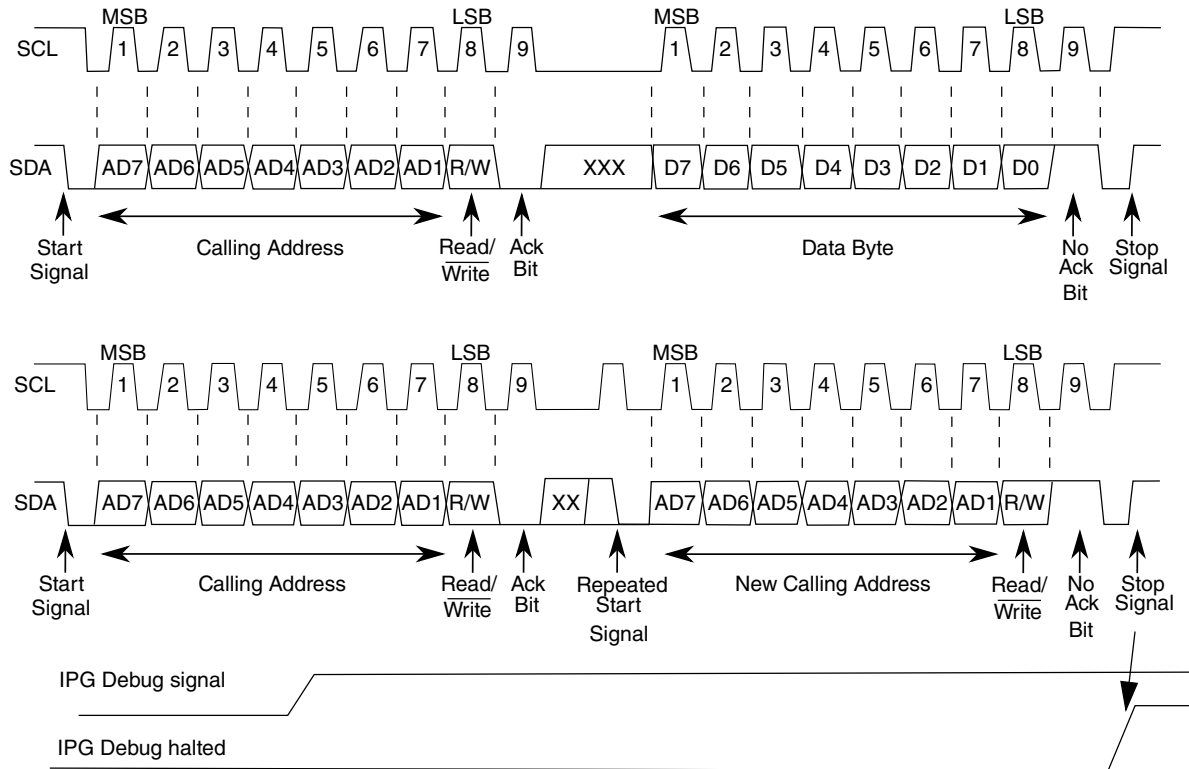 MSB LSB MSB LSB
SCL 1 2 3 4 5 6 7 8 9 1 2 3 4 5 6 7 8 9
SDA AD7 AD6 AD5 AD4 AD3 AD2 AD1 R/W XXX D7 D6 D5 D4 D3 D2 D1 D0
Start Signal
Calling Address
Read/ Write
Ack Bit
Data Byte
No Ack Bit
Stop Signal
MSB LSB MSB LSB
SCL 1 2 3 4 5 6 7 8 9 1 2 3 4 5 6 7 8 9
SDA AD7 AD6 AD5 AD4 AD3 AD2 AD1 R/W XX AD7 AD6 AD5 AD4 AD3 AD2 AD1 R/W
Start Signal
Calling Address
Read/ Write
Ack Bit
Repeated Start Signal
New Calling Address
Read/ Write
No Ack Bit
Stop Signal
IPG Debug signal
IPG Debug halted